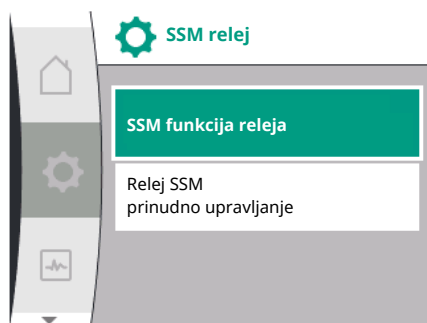 SSM relej
SSM funkcija releja
Relej SSM
prinudno upravljanje